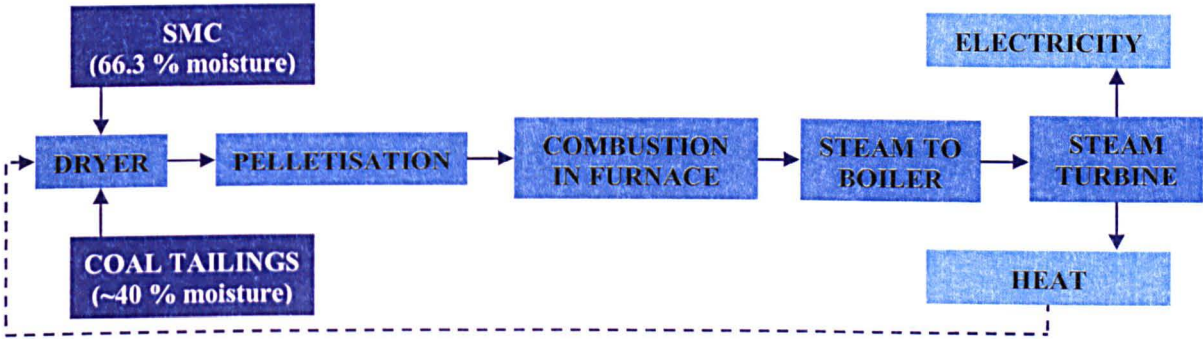 SMC
(66.3 % moisture)
ELECTRICITY
DRYER
PELLETISATION
COMBUSTION
IN FURNACE
STEAM TO
BOILER
STEAM
TURBINE
COAL TAILINGS
(~40 % moisture)
HEAT